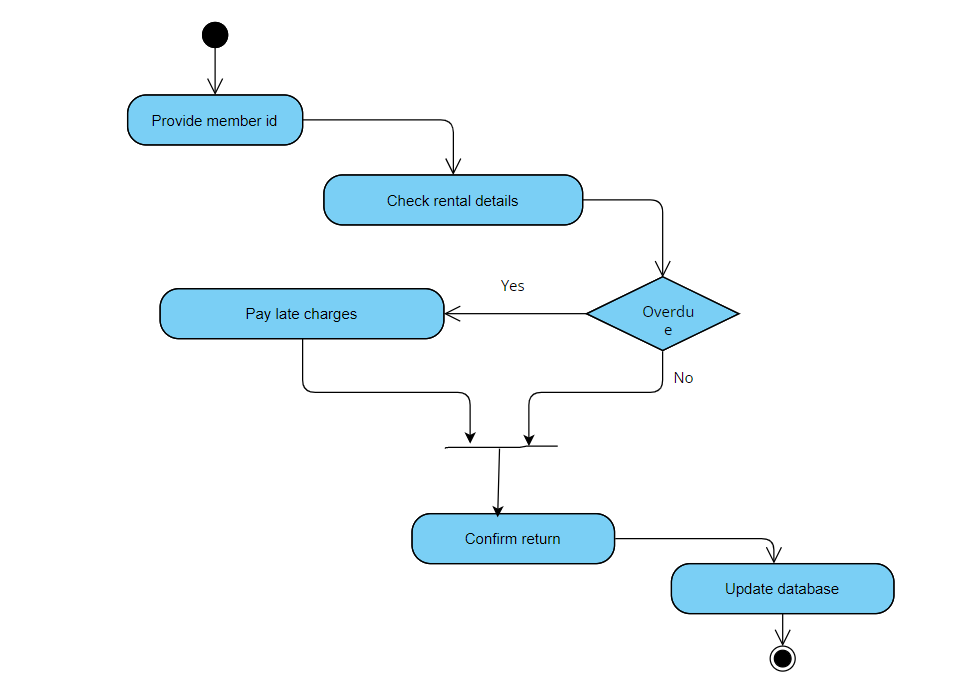 Provide member id
Check rental details
Yes
Pay late charges
Overdu
e
No
Confirm return
Update database